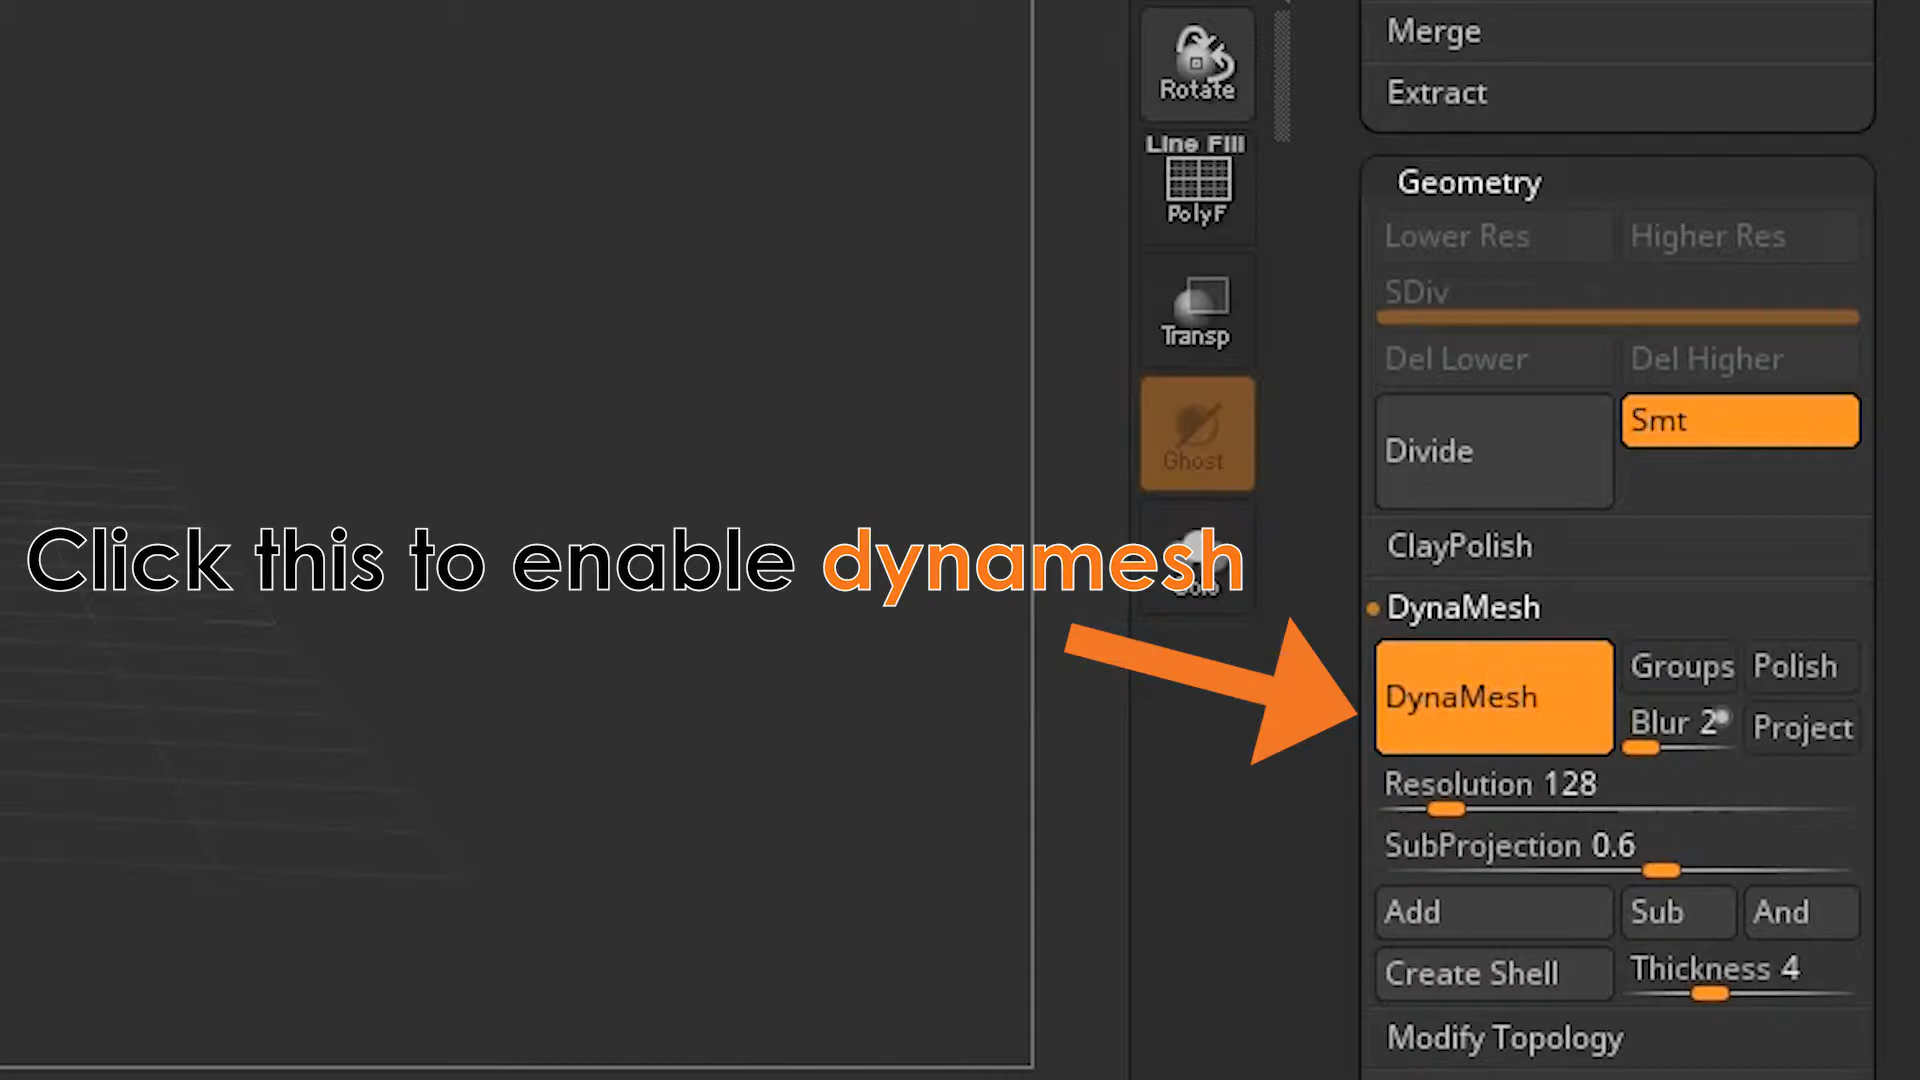 Rotate
Line Fill
PolyF
Transp
Ghost
Solo
Click this to enable dynamesh
Merge
Extract
Geometry
Lower Res Higher Res
SDiv
Del Lower Del Higher
Divide Smt
ClayPolish
DynaMesh
DynaMesh Groups Polish
Blur 2 Project
Resolution 128
SubProjection 0.6
Add Sub And
Create Shell Thickness 4
Modify Topology